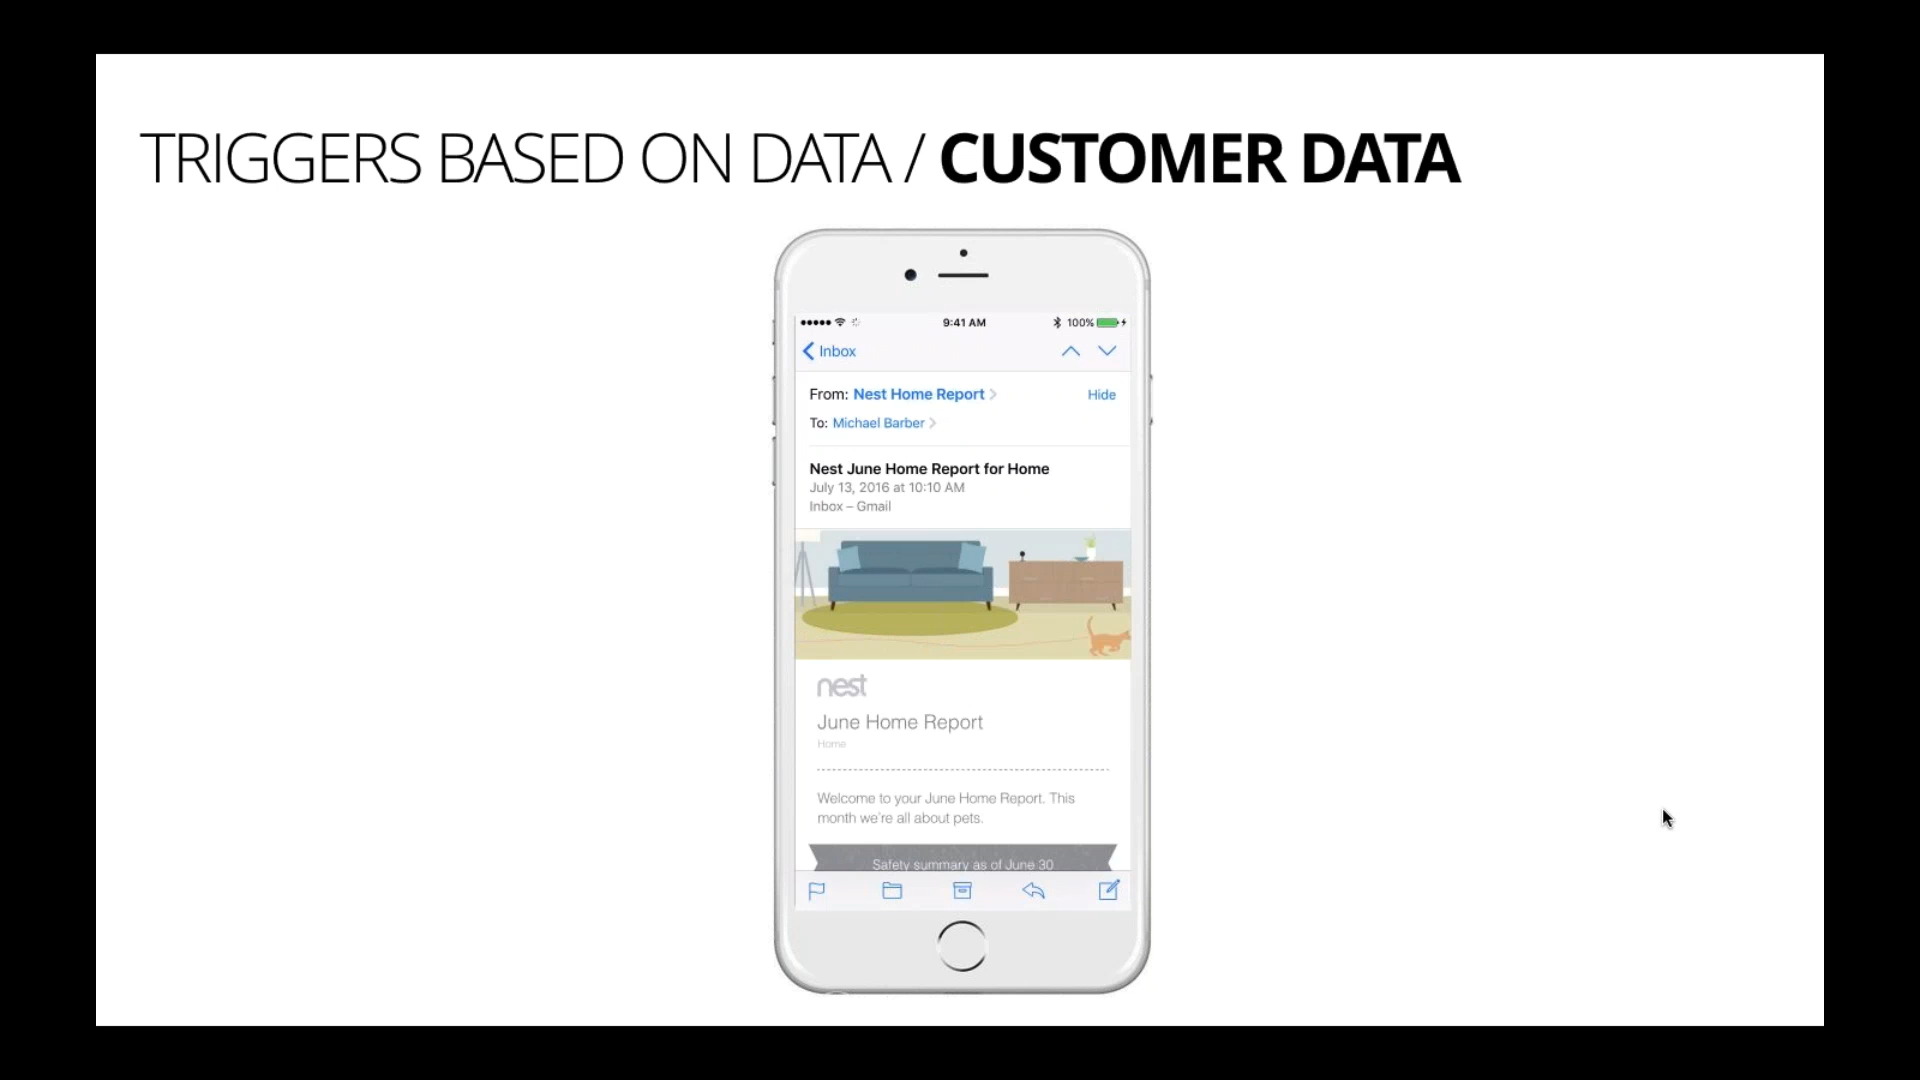 TRIGGERS BASED ON DATA / CUSTOMER DATA
9:41 AM
100%
Inbox
From: Nest Home Report
Hide
To: Michael Barber
Nest June Home Report for Home
July 13, 2016 at 10:10 AM
Inbox – Gmail
nest
June Home Report
Home
Welcome to your June Home Report. This
month we're all about pets.
Safety summary as of June 30